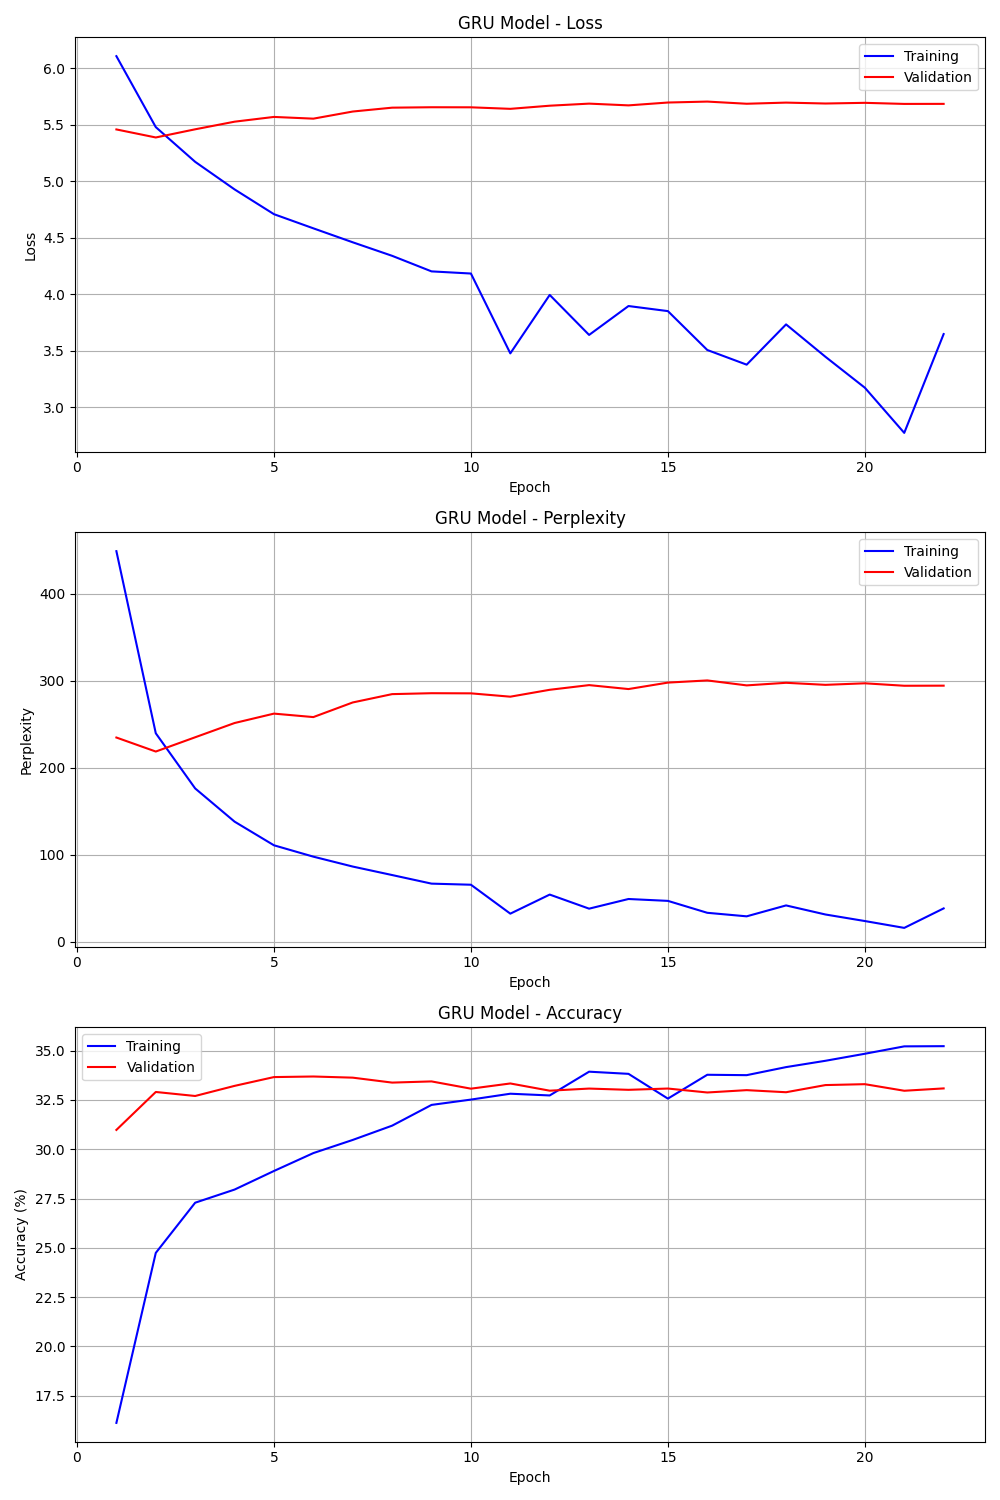 GRU Model - Loss
Training
Validation
6.0
5.5
5.0
4.5
4.0
3.5
3.0
Loss
0 5 10 15 20
Epoch
GRU Model - Perplexity
Training
Validation
400
300
200
100
0
Perplexity
0 5 10 15 20
Epoch
GRU Model - Accuracy
Training
Validation
35.0
32.5
30.0
27.5
25.0
22.5
20.0
17.5
Accuracy (%)
0 5 10 15 20
Epoch